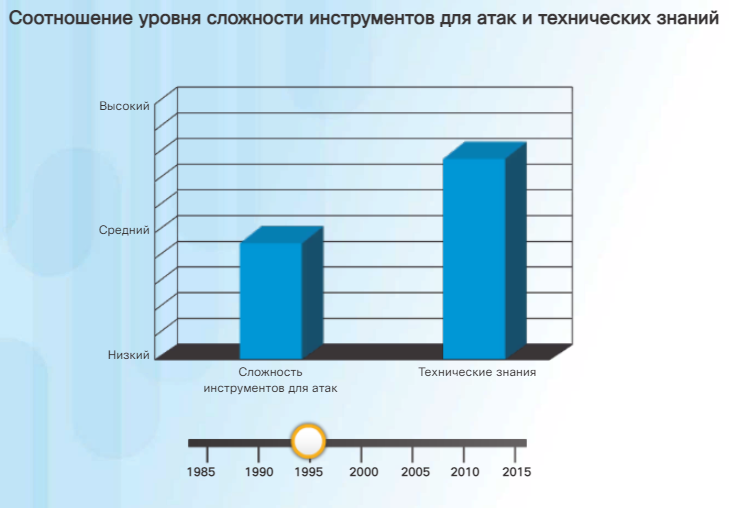 Соотношение уровня сложности инструментов для атак и технических знаний
Высокий
Средний
Низкий
Сложность
инструментов для атак
Технические знания
1985 1990 1995 2000 2005 2010 2015